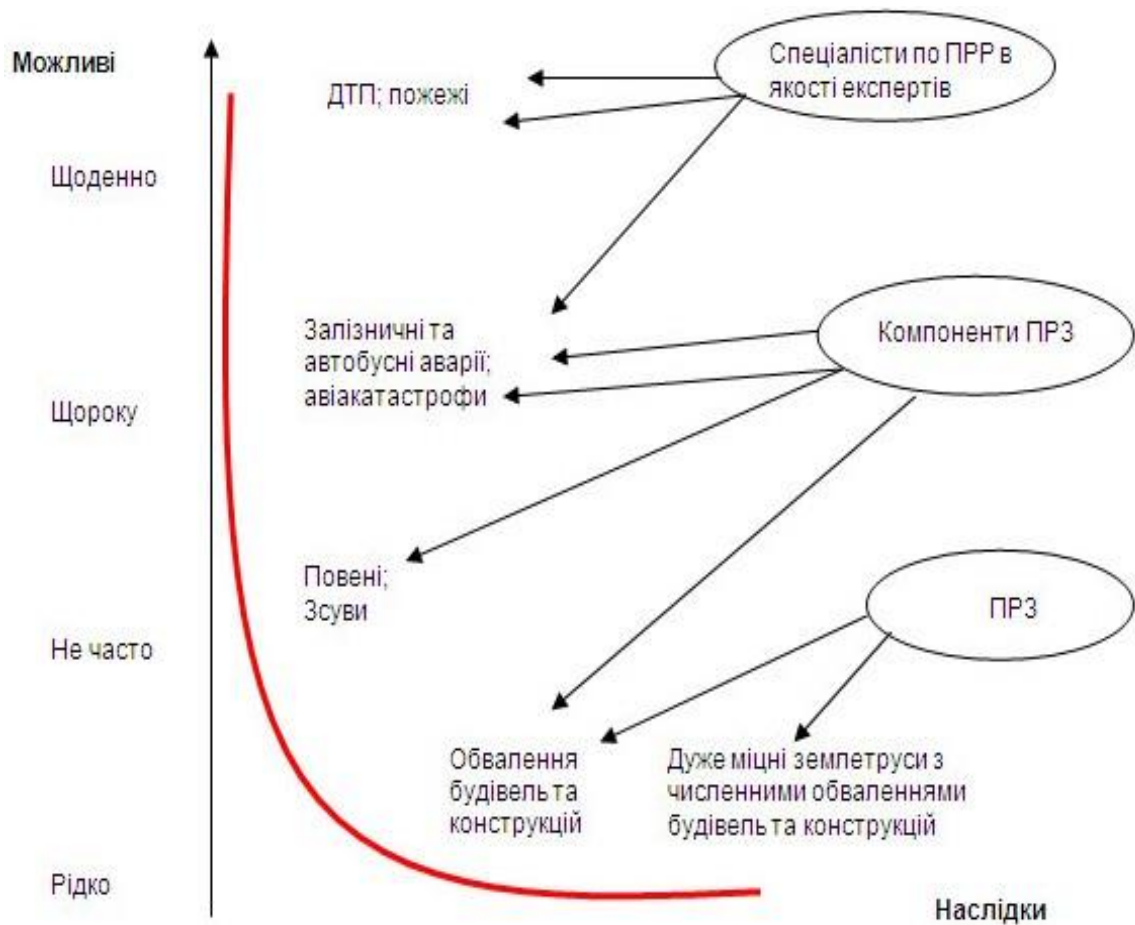 Можливі
Спеціалісти по ПРР в
якості експертів
ДТП; пожежі
Щоденно
Залізничні та
автобусні аварії;
авіакатастрофи
Компоненти ПРЗ
Щороку
Повені;
Зсуви
ПРЗ
Не часто
Обвалення
будівель та
конструкцій
Дуже міцні землетруси з
численними обваленнями
будівель та конструкцій
Рідко
Наслідки